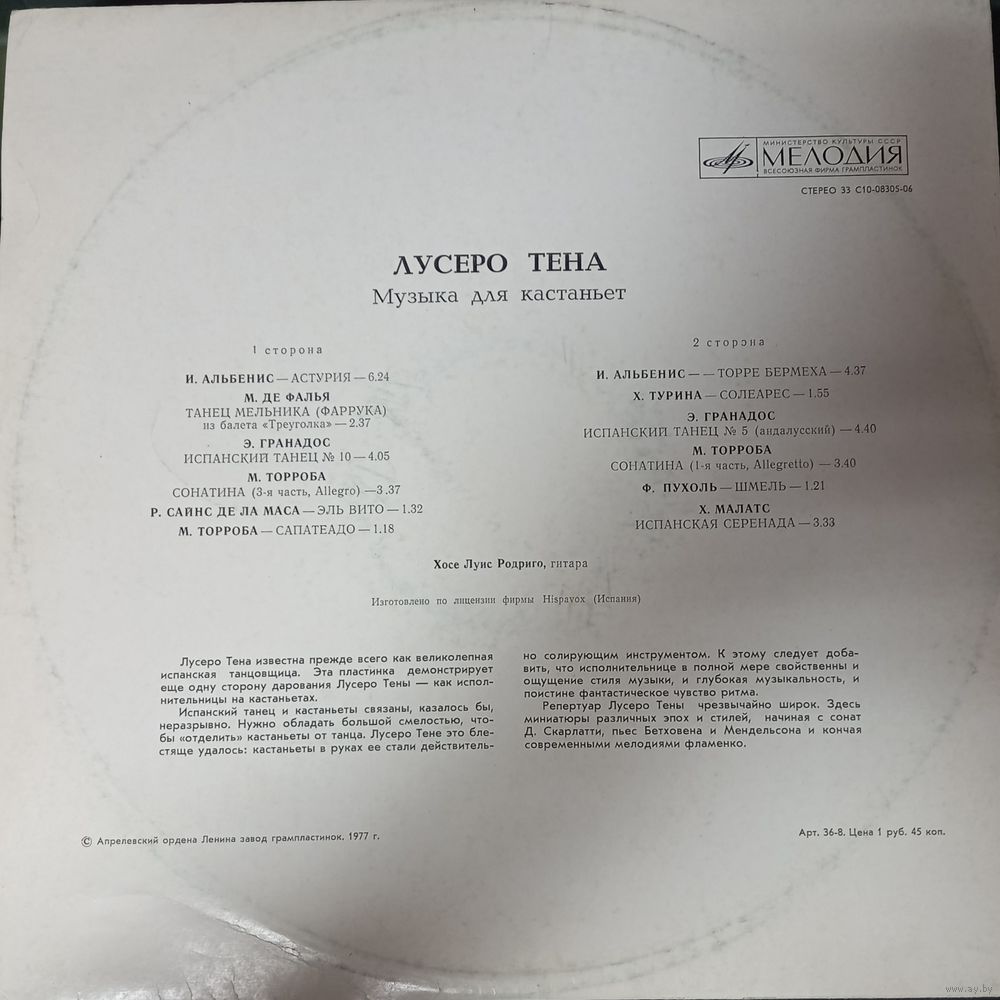 МИНИСТЕРСТВО КУЛЬТУРЫ СССР
МЕЛОДИЯ
ВСЕСОЮЗНАЯ ФИРМА ГРАМПЛАСТИНОК
СТЕРЕО 33 С10-08305-06
ЛУСЕРО ТЕНА
Музыка для кастаньет
1 сторона
И. АЛЬБЕНИС — АСТУРИЯ — 6.24
М. ДЕ ФАЛЬЯ
ТАНЕЦ МЕЛЬНИКА (ФАРРУКА)
из балета «Треуголка» — 2.37
Э. ГРАНАДОС
ИСПАНСКИЙ ТАНЕЦ № 10 — 4.05
М. ТОРРОБА
СОНАТИНА (3-я часть, Allegro) — 3.37
Р. САЙНС ДЕ ЛА МАСА — ЭЛЬ ВИТО — 1.32
М. ТОРРОБА — САПАТЕАДО — 1.18
2 сторона
И. АЛЬБЕНИС — — ТОРРЕ БЕРМЕХА — 4.37
Х. ТУРИНА — СОЛЕАРЕС — 1.55
Э. ГРАНАДОС
ИСПАНСКИЙ ТАНЕЦ № 5 (андалусский) — 4.40
М. ТОРРОБА
СОНАТИНА (1-я часть, Allegretto) — 3.40
Ф. ПУХОЛЬ — ШМЕЛЬ — 1.21
Х. МАЛАТС
ИСПАНСКАЯ СЕРЕНАДА — 3.33
Хосе Луис Родриго, гитара
Изготовлено по лицензии фирмы Hispavox (Испания)
Лусеро Тена известна прежде всего как великолепная
испанская танцовщица. Эта пластинка демонстрирует
еще одну сторону дарования Лусеро Тены — как испол-
нительницы на кастаньетах.
Испанский танец и кастаньеты связаны, казалось бы,
неразрывно. Нужно обладать большой смелостью, что-
бы «отделить» кастаньеты от танца. Лусеро Тене это бле-
стяще удалось: кастаньеты в руках ее стали действитель-
но солирующим инструментом. К этому следует доба-
вить, что исполнительнице в полной мере свойственны и
ощущение стиля музыки, и глубокая музыкальность, и
поистине фантастическое чувство ритма.
Репертуар Лусеро Тены чрезвычайно широк. Здесь
миниатюры различных эпох и стилей, начиная с сонат
Д. Скарлатти, пьес Бетховена и Мендельсона и кончая
современными мелодиями фламенко.
© Апрелевский ордена Ленина завод грампластинок. 1977 г.
Арт. 36-8. Цена 1 руб. 45 коп.
www.ay.by